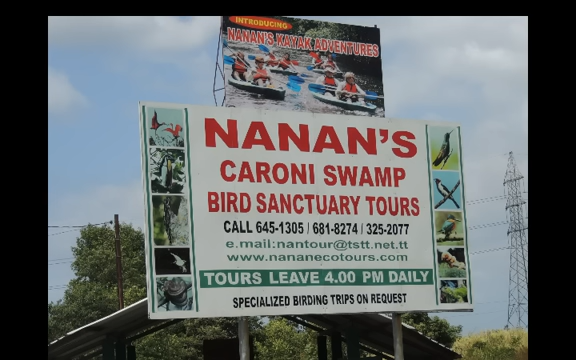 INTRODUCING
NANAN'S KAYAK ADVENTURES
NANAN'S
CARONI SWAMP
BIRD SANCTUARY TOURS
CALL 645-1305 / 681-8274 / 325-2077
e.mail:nantour@tstt.net.tt
www.nananecotours.com
TOURS LEAVE 4.00 PM DAILY
SPECIALIZED BIRDING TRIPS ON REQUEST